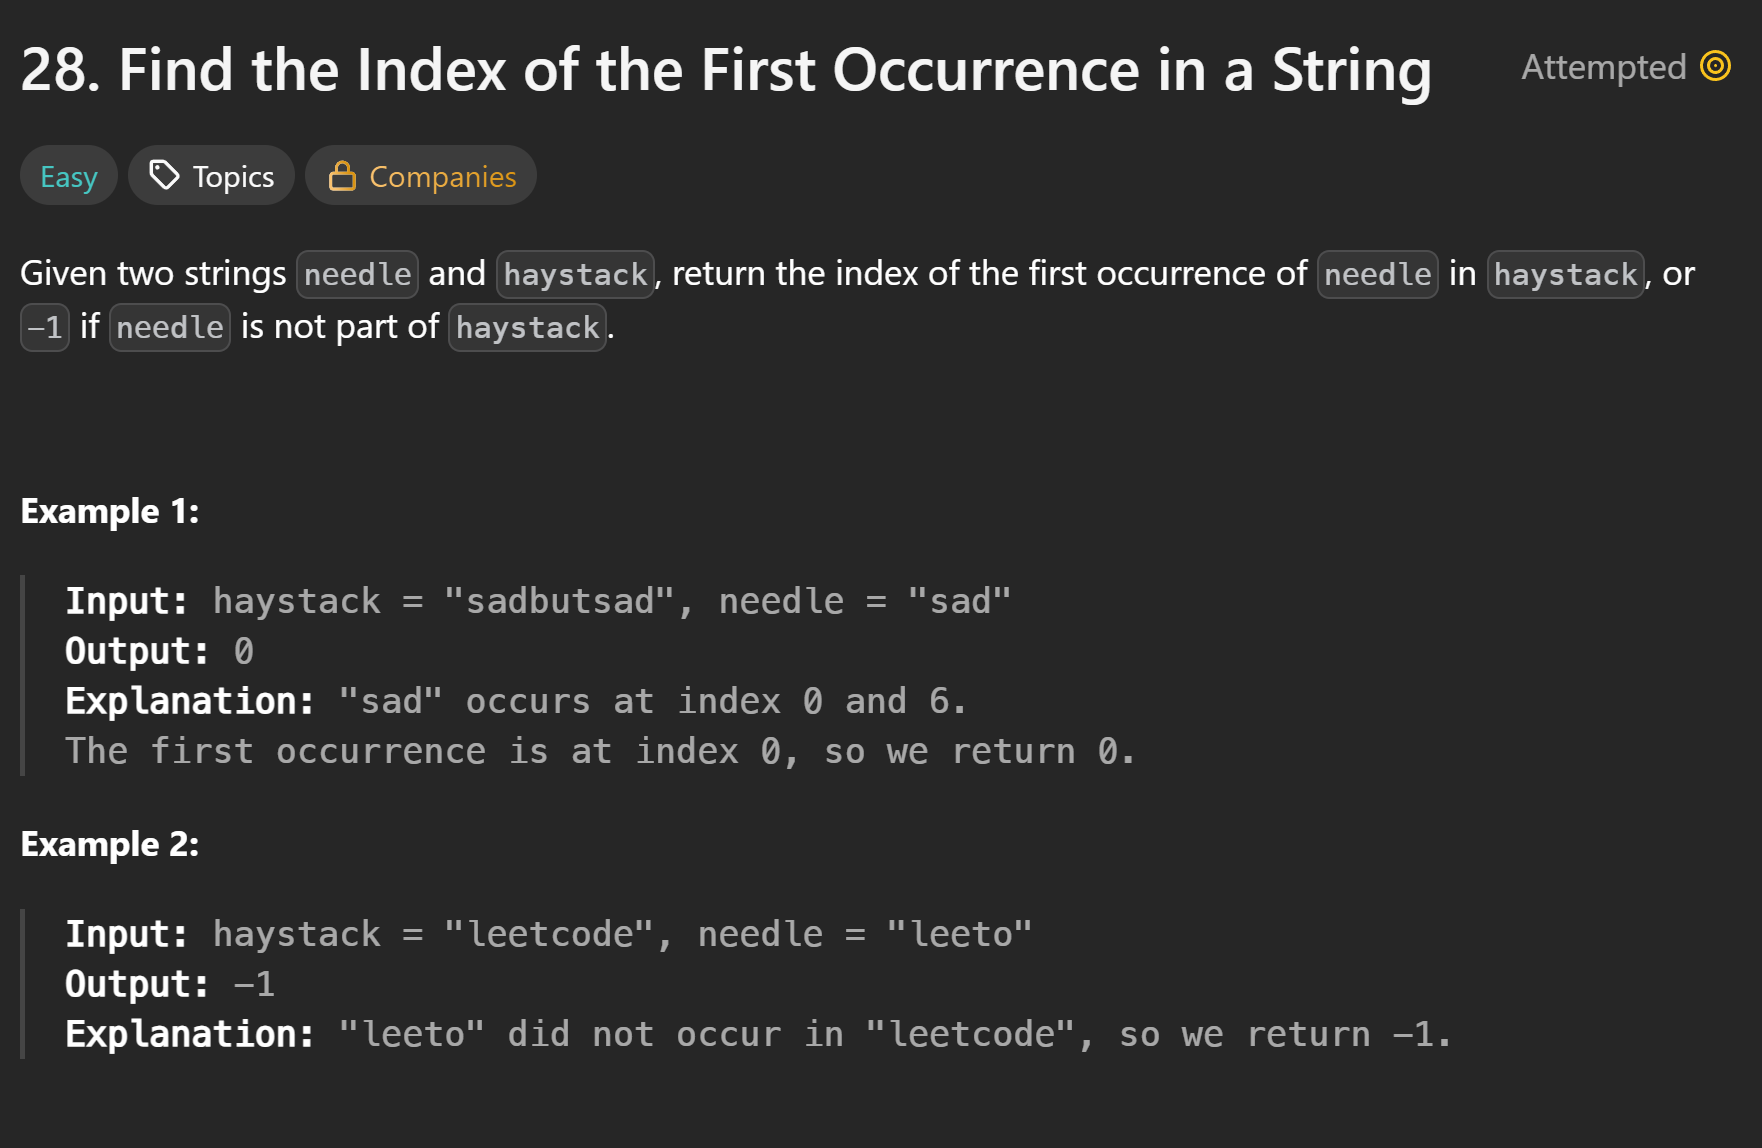 28. Find the Index of the First Occurrence in a String
Attempted
Easy
Topics
Companies
Given two strings needle and haystack, return the index of the first occurrence of needle in haystack, or
-1 if needle is not part of haystack.
Example 1:
Input: haystack = "sadbutsad", needle = "sad"
Output: 0
Explanation: "sad" occurs at index 0 and 6.
The first occurrence is at index 0, so we return 0.
Example 2:
Input: haystack = "leetcode", needle = "leeto"
Output: -1
Explanation: "leeto" did not occur in "leetcode", so we return -1.